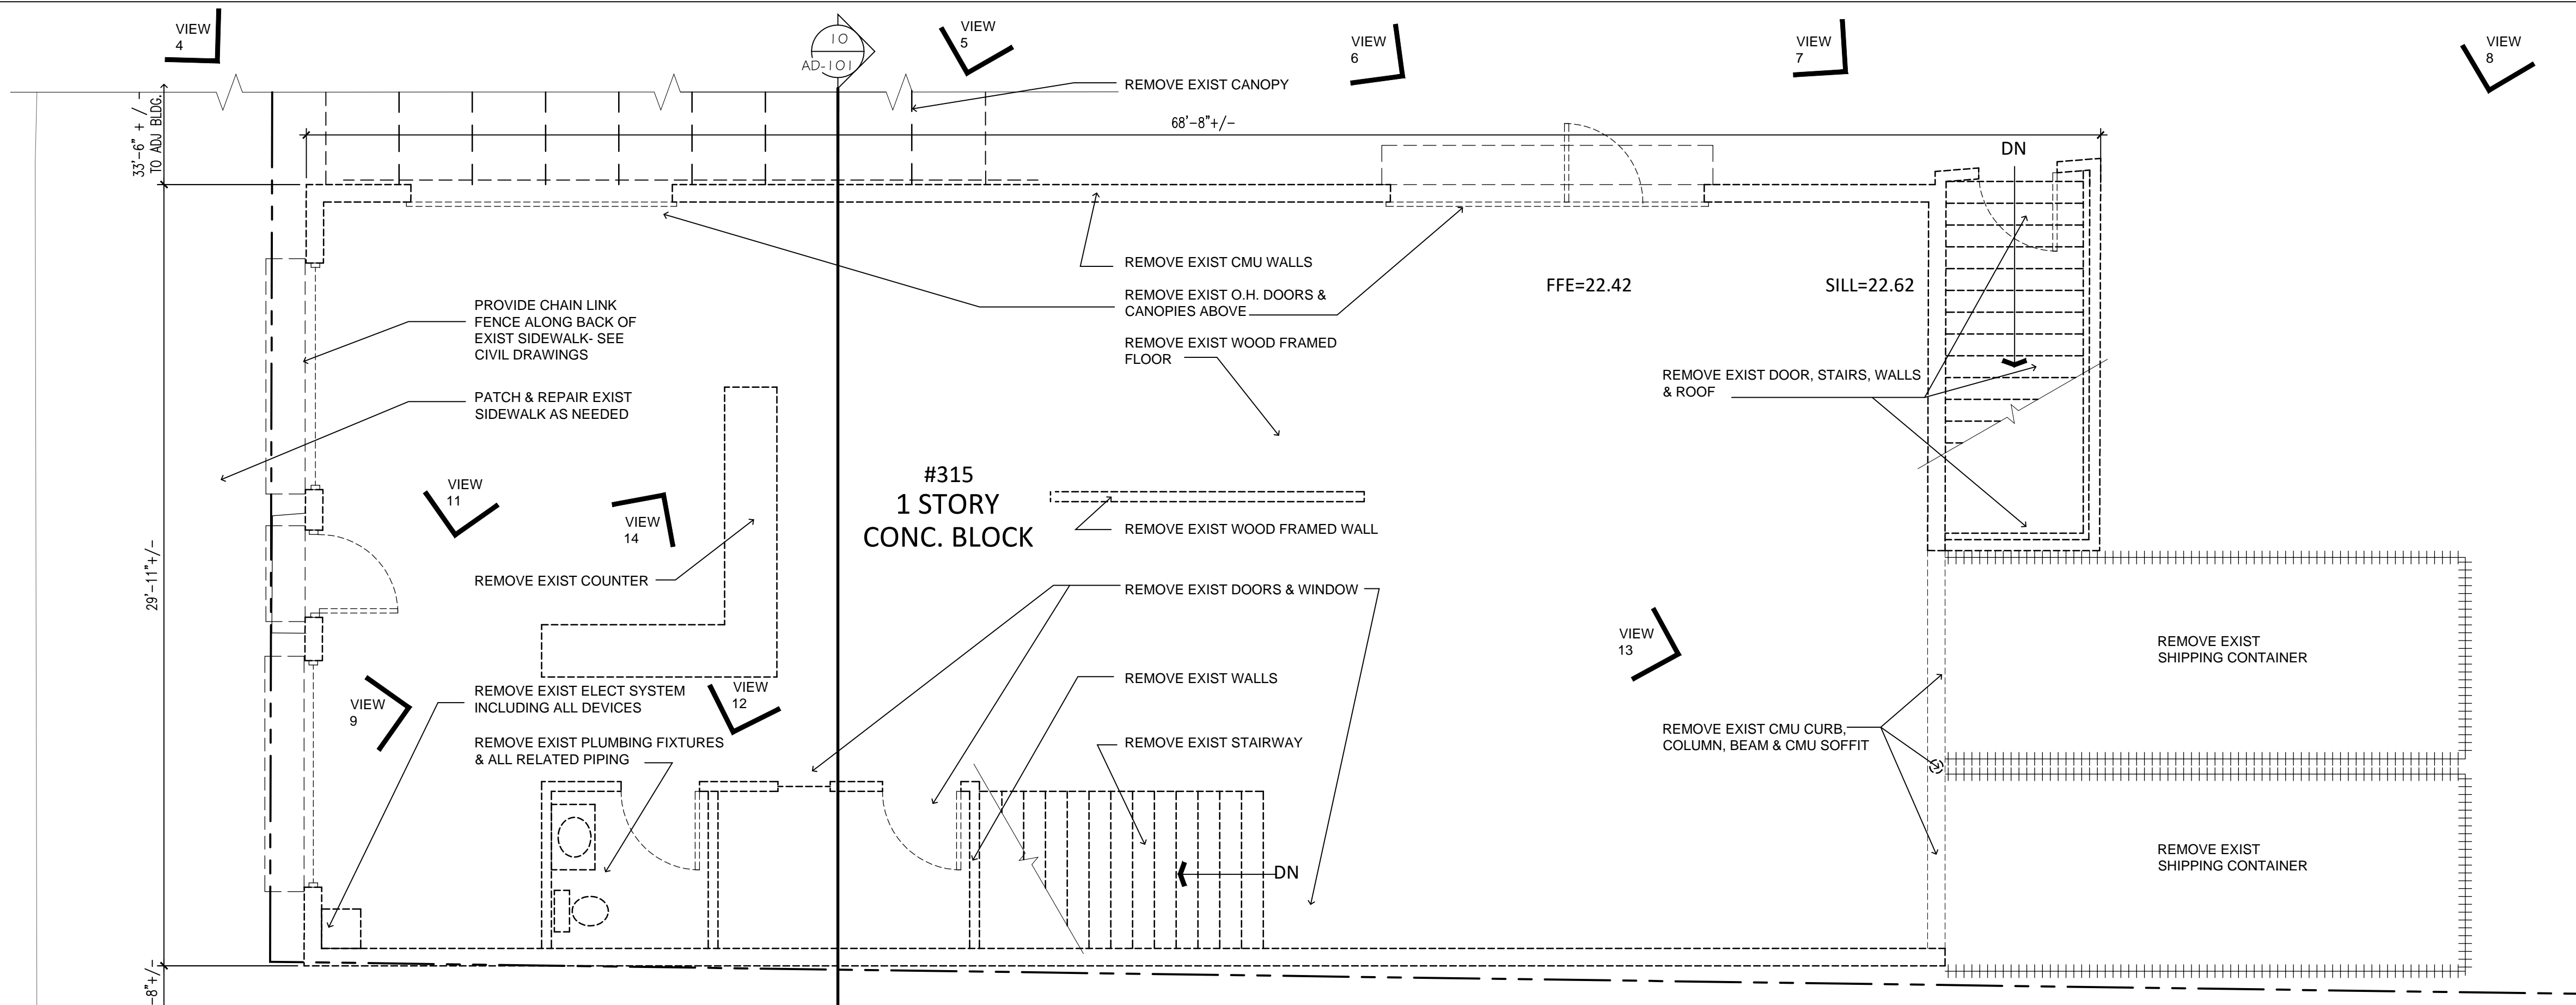 VIEW
4
10
AD-101
VIEW
5
VIEW
6
VIEW
7
VIEW
8
REMOVE EXIST CANOPY
33'-6" + / -
TO ADJ BLDG.
68'-8"+/-
DN
REMOVE EXIST CMU WALLS
REMOVE EXIST O.H. DOORS &
CANOPIES ABOVE
FFE=22.42
SILL=22.62
PROVIDE CHAIN LINK
FENCE ALONG BACK OF
EXIST SIDEWALK- SEE
CIVIL DRAWINGS
REMOVE EXIST WOOD FRAMED
FLOOR
REMOVE EXIST DOOR, STAIRS, WALLS
& ROOF
PATCH & REPAIR EXIST
SIDEWALK AS NEEDED
#315
1 STORY
CONC. BLOCK
VIEW
11
VIEW
14
REMOVE EXIST WOOD FRAMED WALL
29'-11"+/-
REMOVE EXIST COUNTER
REMOVE EXIST DOORS & WINDOW
VIEW
13
REMOVE EXIST
SHIPPING CONTAINER
REMOVE EXIST WALLS
REMOVE EXIST ELECT SYSTEM
INCLUDING ALL DEVICES
VIEW
12
VIEW
9
REMOVE EXIST CMU CURB,
COLUMN, BEAM & CMU SOFFIT
REMOVE EXIST PLUMBING FIXTURES
& ALL RELATED PIPING
REMOVE EXIST STAIRWAY
REMOVE EXIST
SHIPPING CONTAINER
DN
-8"+/-